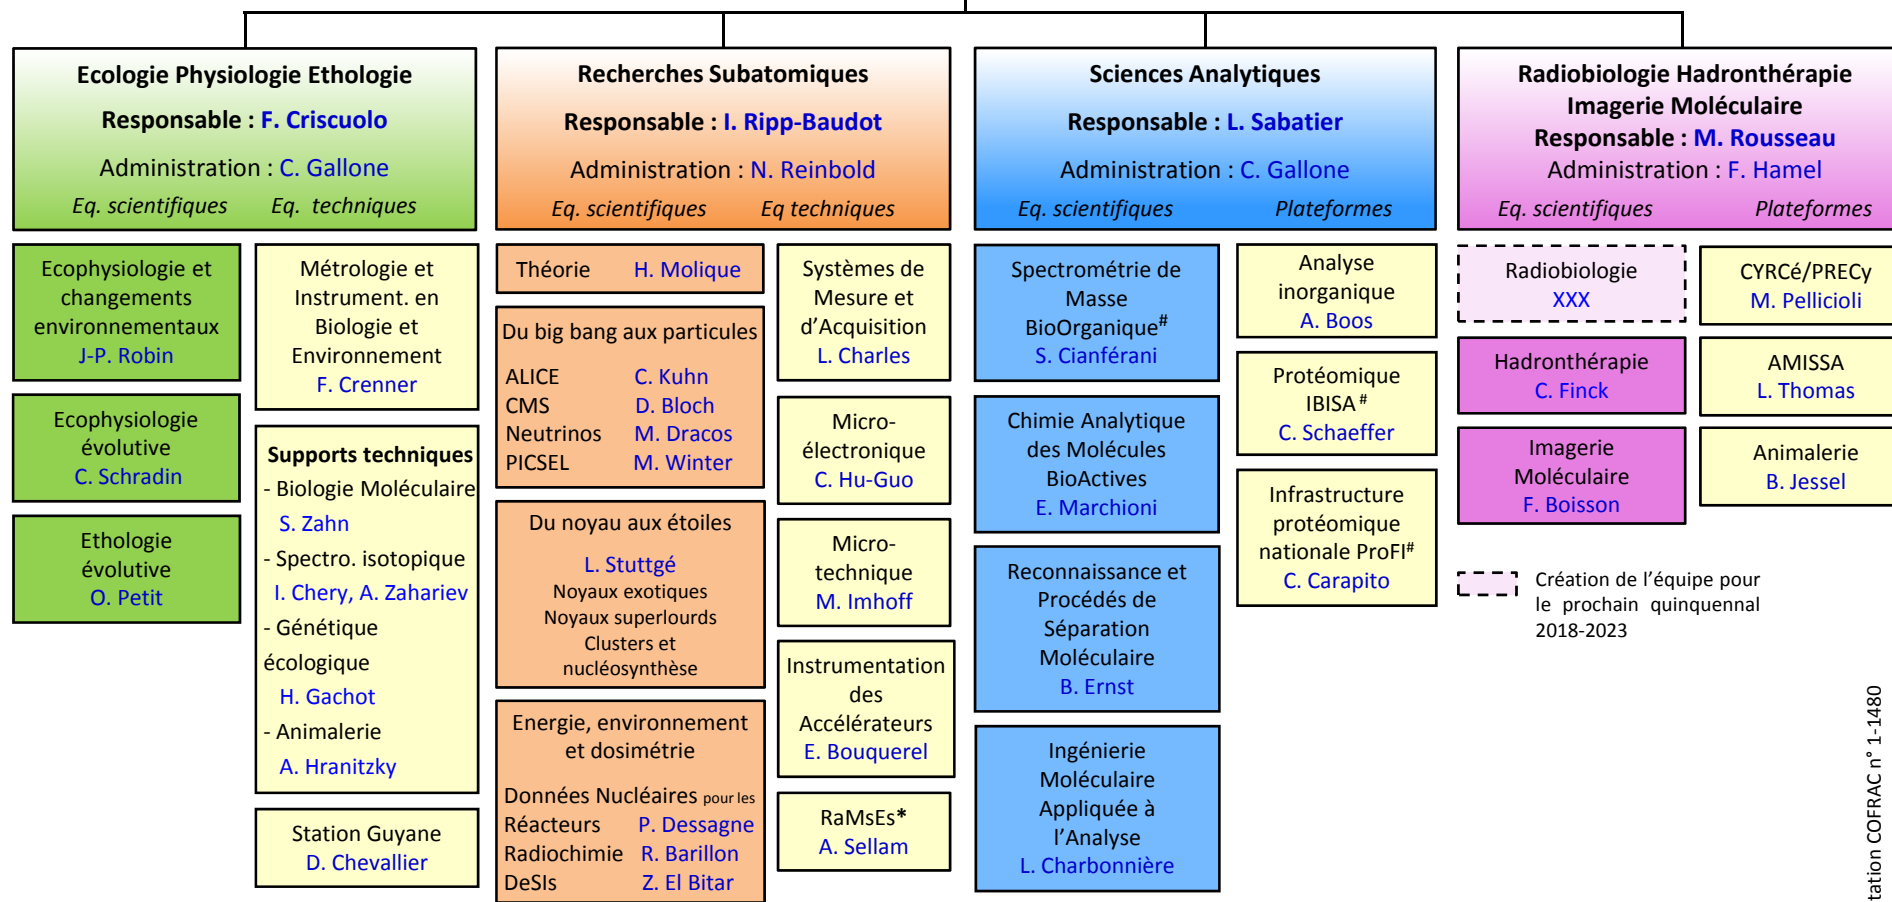 Ecologie Physiologie Ethologie
Responsable : F. Criscuolo
Administration : C. Gallone
Eq. scientifiques Eq. techniques
Ecophysiologie et
changements
environnementaux
J-P. Robin
Ecophysiologie
évolutive
C. Schradin
Ethologie
évolutive
O. Petit
Métrologie et
Instrument. en
Biologie et
Environnement
F. Crenner
Supports techniques
- Biologie Moléculaire
S. Zahn
- Spectro. isotopique
I. Chery, A. Zahariev
- Génétique
écologique
H. Gachot
- Animalerie
A. Hranitzky
Station Guyane
D. Chevallier
Recherches Subatomiques
Responsable : I. Ripp-Baudot
Administration : N. Reinbold
Eq. scientifiques Eq techniques
Théorie H. Molique
Du big bang aux particules
ALICE C. Kuhn
CMS D. Bloch
Neutrinos M. Dracos
PICSEL M. Winter
Du noyau aux étoiles
L. Stuttgé
Noyaux exotiques
Noyaux superlourds
Clusters et
nucléosynthèse
Energie, environnement
et dosimétrie
Données Nucléaires pour les
Réacteurs P. Dessagne
Radiochimie R. Barillon
DeSIs Z. El Bitar
Systèmes de
Mesure et
d'Acquisition
L. Charles
Micro-
électronique
C. Hu-Guo
Micro-
technique
M. Imhoff
Instrumentation
des
Accélérateurs
E. Bouquerel
RaMsEs*
A. Sellam
Sciences Analytiques
Responsable : L. Sabatier
Administration : C. Gallone
Eq. scientifiques Plateformes
Spectrométrie de
Masse
BioOrganique#
S. Cianférani
Chimie Analytique
des Molécules
BioActives
E. Marchioni
Reconnaissance et
Procédés de
Séparation
Moléculaire
B. Ernst
Ingénierie
Moléculaire
Appliquée à
l'Analyse
L. Charbonnière
Analyse
inorganique
A. Boos
Protéomique
IBISA #
C. Schaeffer
Infrastructure
protéomique
nationale ProFI#
C. Carapito
Radiobiologie Hadronthérapie
Imagerie Moléculaire
Responsable : M. Rousseau
Administration : F. Hamel
Eq. scientifiques Plateformes
Radiobiologie
XXX
Hadronthérapie
C. Finck
Imagerie
Moléculaire
F. Boisson
CYRCé/PRECy
M. Pellicioli
AMISSA
L. Thomas
Animalerie
B. Jessel
Création de l'équipe pour
le prochain quinquennal
2018-2023
tation COFRAC n° 1-1480